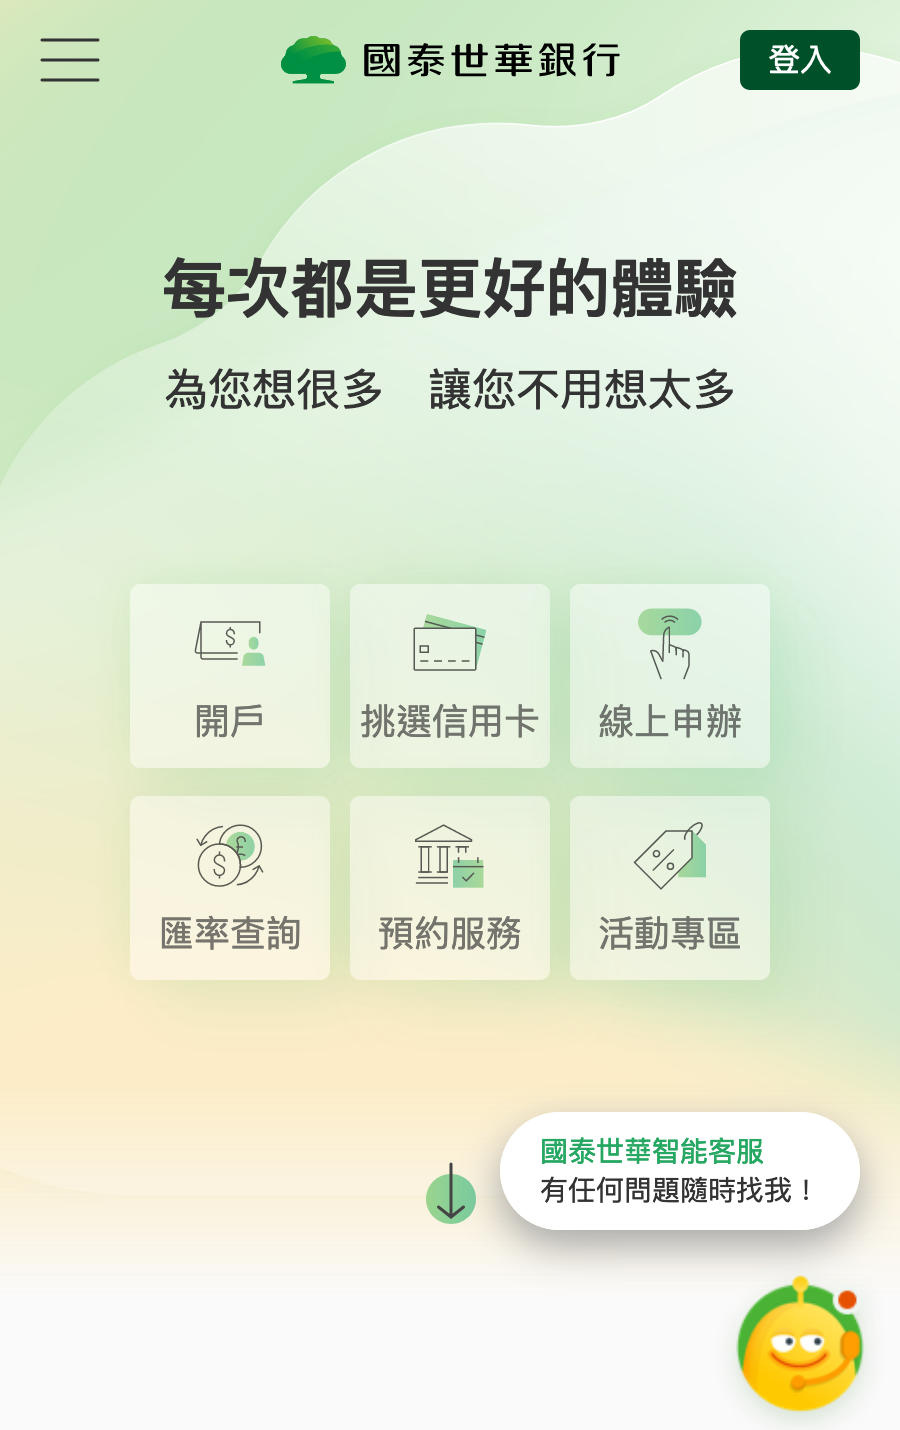 國泰世華銀行
登入
每次都是更好的體驗
為您想很多　讓您不用想太多
開戶
挑選信用卡
線上申辦
匯率查詢
預約服務
活動專區
國泰世華智能客服
有任何問題隨時找我！